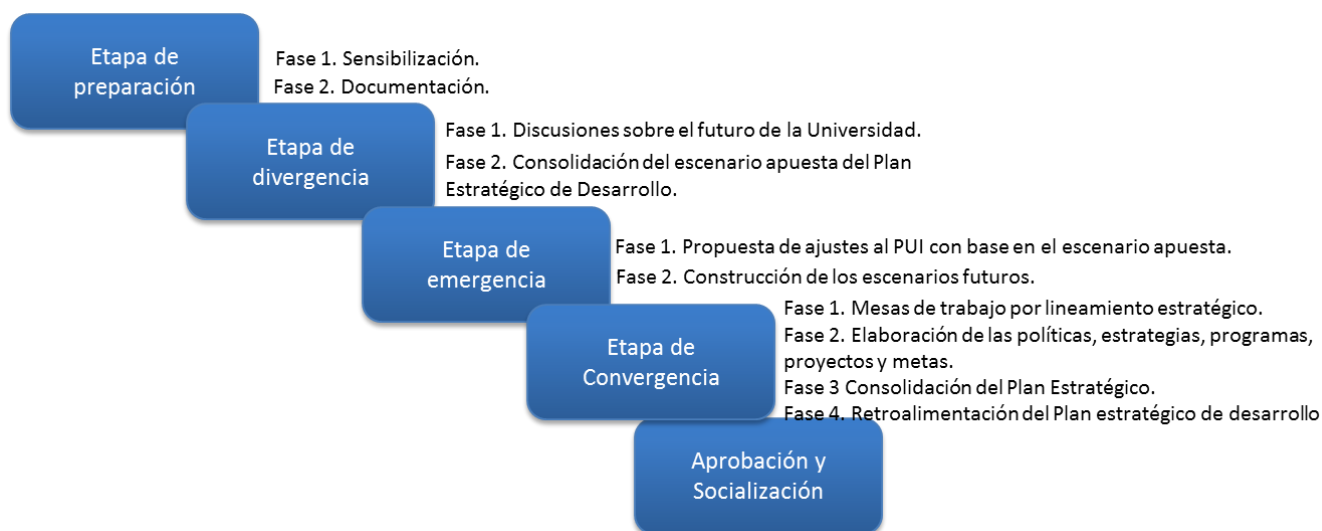 Etapa de
preparación
Fase 1. Sensibilización.
Fase 2. Documentación.
Etapa de
divergencia
Fase 1. Discusiones sobre el futuro de la Universidad.
Fase 2. Consolidación del escenario apuesta del Plan
Estratégico de Desarrollo.
Etapa de
emergencia
Fase 1. Propuesta de ajustes al PUI con base en el escenario apuesta.
Fase 2. Construcción de los escenarios futuros.
Etapa de
Convergencia
Fase 1. Mesas de trabajo por lineamiento estratégico.
Fase 2. Elaboración de las políticas, estrategias, programas,
proyectos y metas.
Fase 3 Consolidación del Plan Estratégico.
Fase 4. Retroalimentación del Plan estratégico de desarrollo
Aprobación y
Socialización